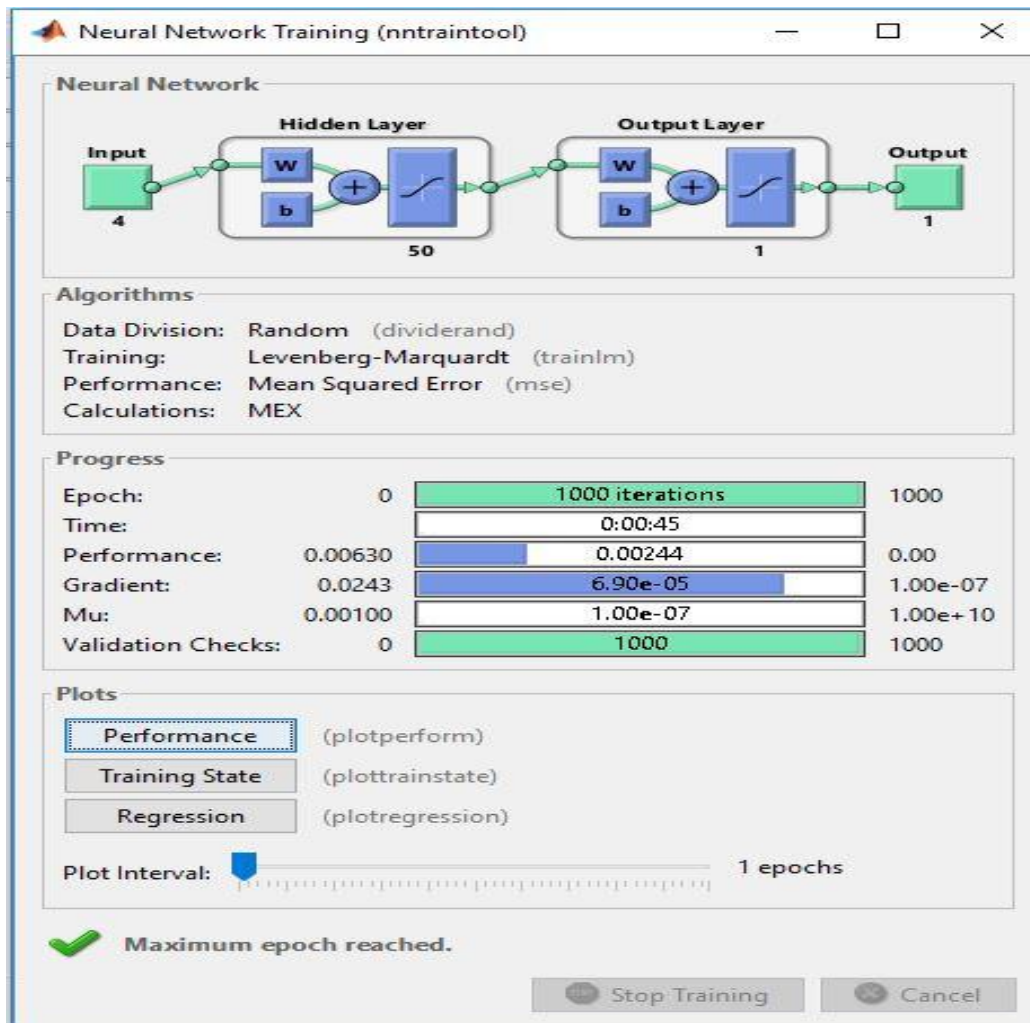 Neural Network Training (nntraintool)
Neural Network
Hidden Layer
Output Layer
Input
W
b
+
W
b
+
Output
4
50
1
1
Algorithms
Data Division: Random (dividerand)
Training: Levenberg-Marquardt (trainlm)
Performance: Mean Squared Error (mse)
Calculations: MEX
Progress
Epoch: 0 1000 iterations 1000
Time: 0:00:45
Performance: 0.00630 0.00244 0.00
Gradient: 0.0243 6.90e-05 1.00e-07
Mu: 0.00100 1.00e-07 1.00e+10
Validation Checks: 0 1000 1000
Plots
Performance (plotperform)
Training State (plottrainstate)
Regression (plotregression)
Plot Interval: 1 epochs
Maximum epoch reached.
Stop Training Cancel